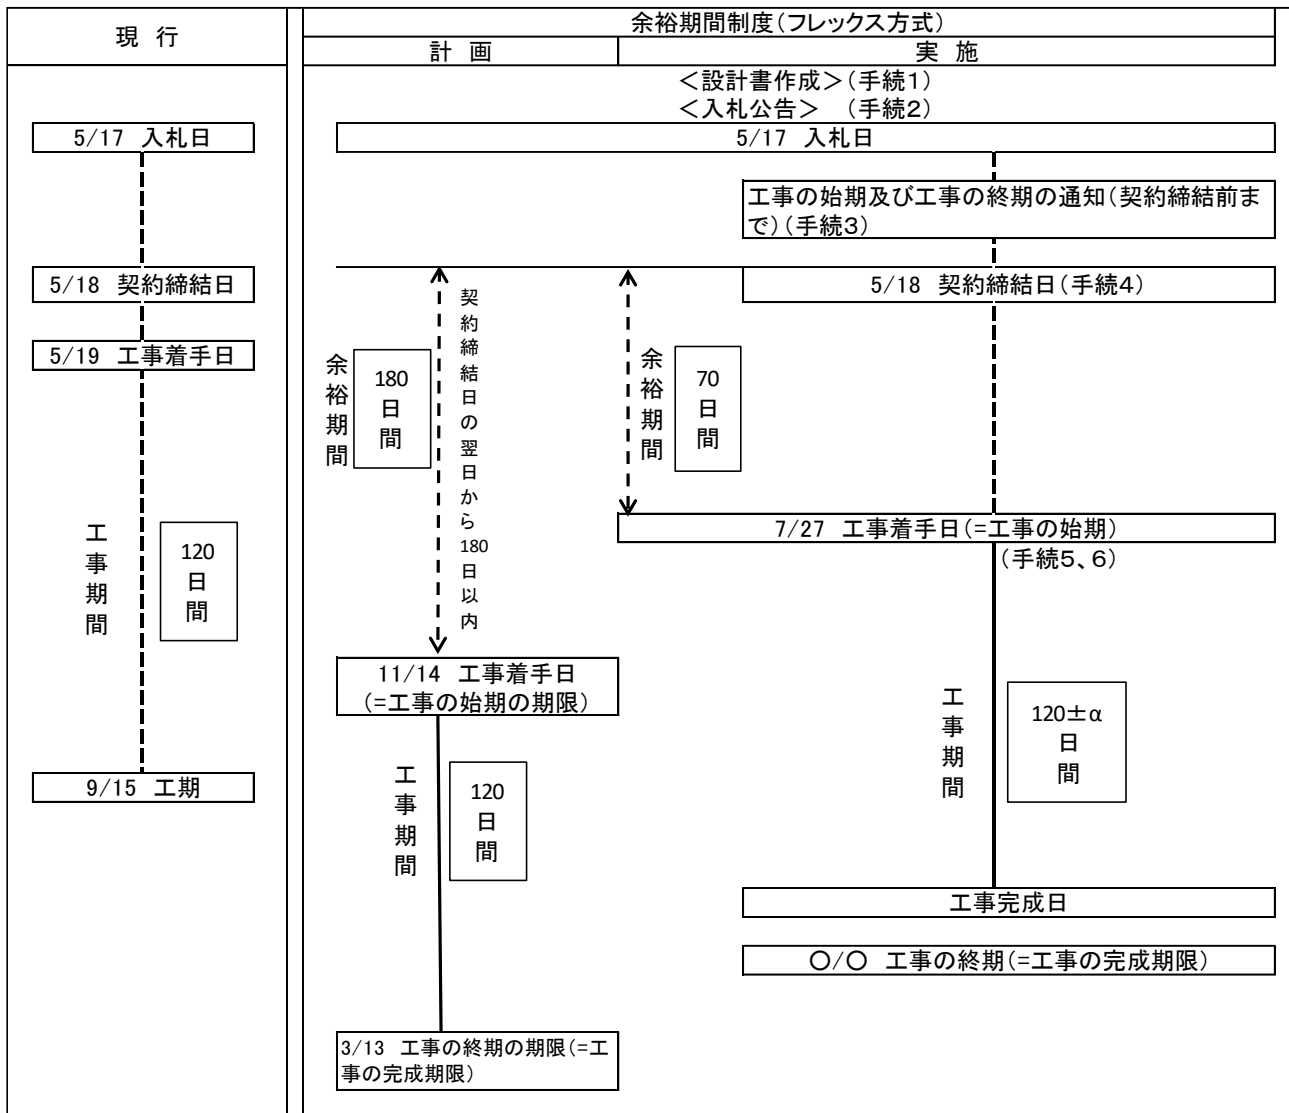 現 行
余裕期間制度(フレックス方式)
計 画
実 施
<設計書作成>(手続1)
<入札公告> (手続2)
5/17 入札日
5/17 入札日
工事の始期及び工事の終期の通知(契約締結前ま
で)(手続3)
5/18 契約締結日
5/18 契約締結日(手続4)
5/19 工事着手日
余裕期間
180
日
間
契約締結日の翌日から180日以内
余裕期間
70
日
間
7/27 工事着手日(=工事の始期)
(手続5、6)
工事期間
120
日
間
11/14 工事着手日
(=工事の始期の期限)
工事期間
120±α
日
間
9/15 工期
工事期間
120
日
間
工事完成日
〇/〇 工事の終期(=工事の完成期限)
3/13 工事の終期の期限(=工
事の完成期限)